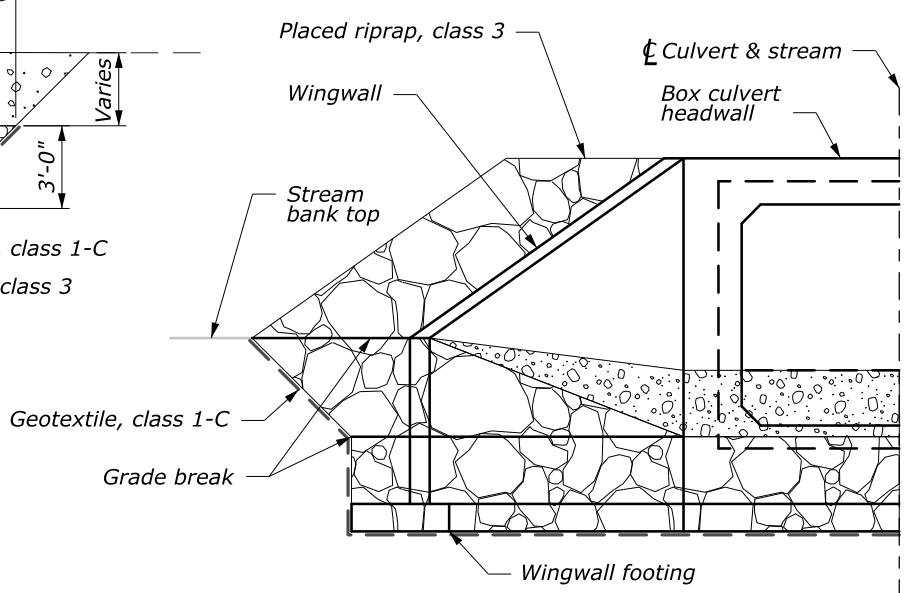 Placed riprap, class 3
℄ Culvert & stream
Wingwall
Box culvert
headwall
Varies
3'-0"
Stream
bank top
, class 1-C
class 3
Geotextile, class 1-C
Grade break
Wingwall footing